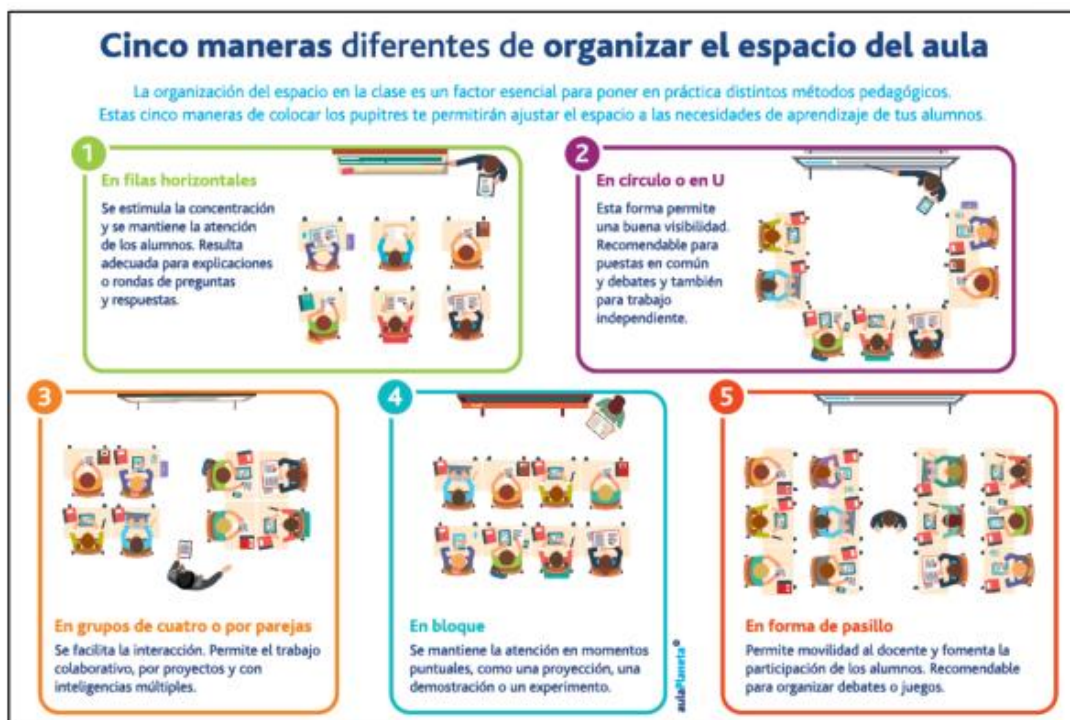 Cinco maneras diferentes de organizar el espacio del aula
La organización del espacio en la clase es un factor esencial para poner en práctica distintos métodos pedagógicos.
Estas cinco maneras de colocar los pupitres te permitirán ajustar el espacio a las necesidades de aprendizaje de tus alumnos.
1
En filas horizontales
Se estimula la concentración
y se mantiene la atención
de los alumnos. Resulta
adecuada para explicaciones
o rondas de preguntas
y respuestas.
2
En círculo o en U
Esta forma permite
una buena visibilidad.
Recomendable para
puestas en común
y debates y también
para trabajo
independiente.
3
En grupos de cuatro o por parejas
Se facilita la interacción. Permite el trabajo
colaborativo, por proyectos y con
inteligencias múltiples.
4
En bloque
Se mantiene la atención en momentos
puntuales, como una proyección, una
demostración o un experimento.
aulaPlaneta
5
En forma de pasillo
Permite movilidad al docente y fomenta la
participación de los alumnos. Recomendable
para organizar debates o juegos.